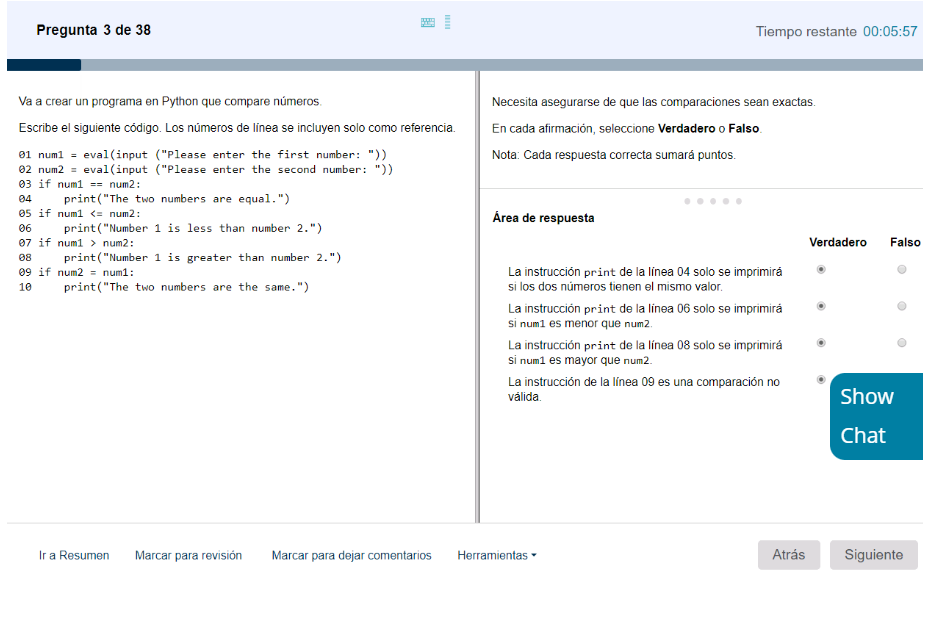 Pregunta 3 de 38
Tiempo restante 00:05:57
Va a crear un programa en Python que compare números.
Escribe el siguiente código. Los números de línea se incluyen solo como referencia.
01 num1 = eval(input ("Please enter the first number: "))
02 num2 = eval(input ("Please enter the second number: "))
03 if num1 == num2:
04     print("The two numbers are equal.")
05 if num1 <= num2:
06     print("Number 1 is less than number 2.")
07 if num1 > num2:
08     print("Number 1 is greater than number 2.")
09 if num2 = num1:
10     print("The two numbers are the same.")
Necesita asegurarse de que las comparaciones sean exactas.
En cada afirmación, seleccione Verdadero o Falso.
Nota: Cada respuesta correcta sumará puntos.
Área de respuesta
Verdadero Falso
La instrucción print de la línea 04 solo se imprimirá
si los dos números tienen el mismo valor.
La instrucción print de la línea 06 solo se imprimirá
si num1 es menor que num2.
La instrucción print de la línea 08 solo se imprimirá
si num1 es mayor que num2.
La instrucción de la línea 09 es una comparación no
válida.
Show
Chat
Ir a Resumen Marcar para revisión Marcar para dejar comentarios Herramientas Atrás Siguiente